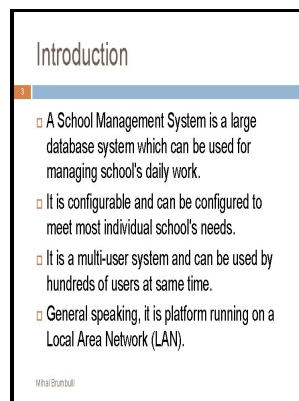 Introduction
3
A School Management System is a large
database system which can be used for
managing school's daily work.
It is configurable and can be configured to
meet most individual school's needs.
It is a multi-user system and can be used by
hundreds of users at same time.
General speaking, it is platform running on a
Local Area Network (LAN).
Mihal Brumbulli